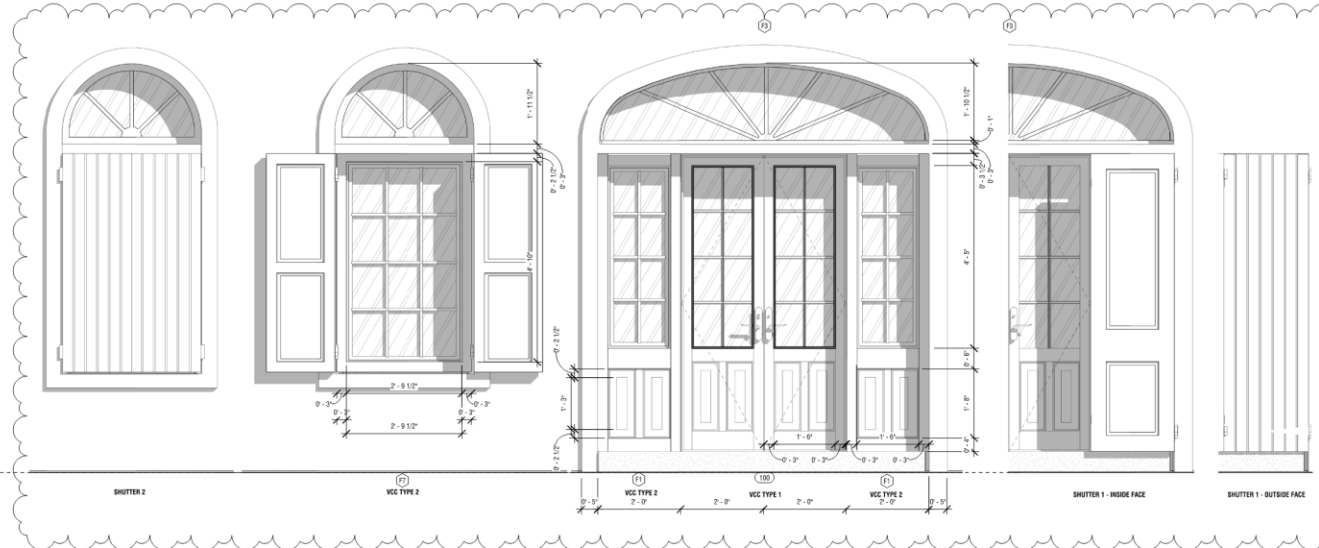 F3
F3
1' - 11 1/2"
0' - 2 1/2"
0' - 3"
4' - 10"
2' - 9 1/2"
0' - 3"
0' - 3"
0' - 3"
0' - 3"
2' - 9 1/2"
1' - 10 1/2"
0' - 1"
0' - 3 1/2"
0' - 3"
4' - 5"
0' - 6"
1' - 8"
0' - 4"
0' - 2 1/2"
1' - 3"
0' - 2 1/2"
1' - 6"
1' - 6"
0' - 3"
0' - 3"
0' - 3"
0' - 3"
F7
F1
100
F1
SHUTTER 2
VCC TYPE 2
VCC TYPE 2
VCC TYPE 1
VCC TYPE 2
SHUTTER 1 - INSIDE FACE
SHUTTER 1 - OUTSIDE FACE
0' - 5"
2' - 0"
2' - 0"
2' - 0"
2' - 0"
0' - 5"